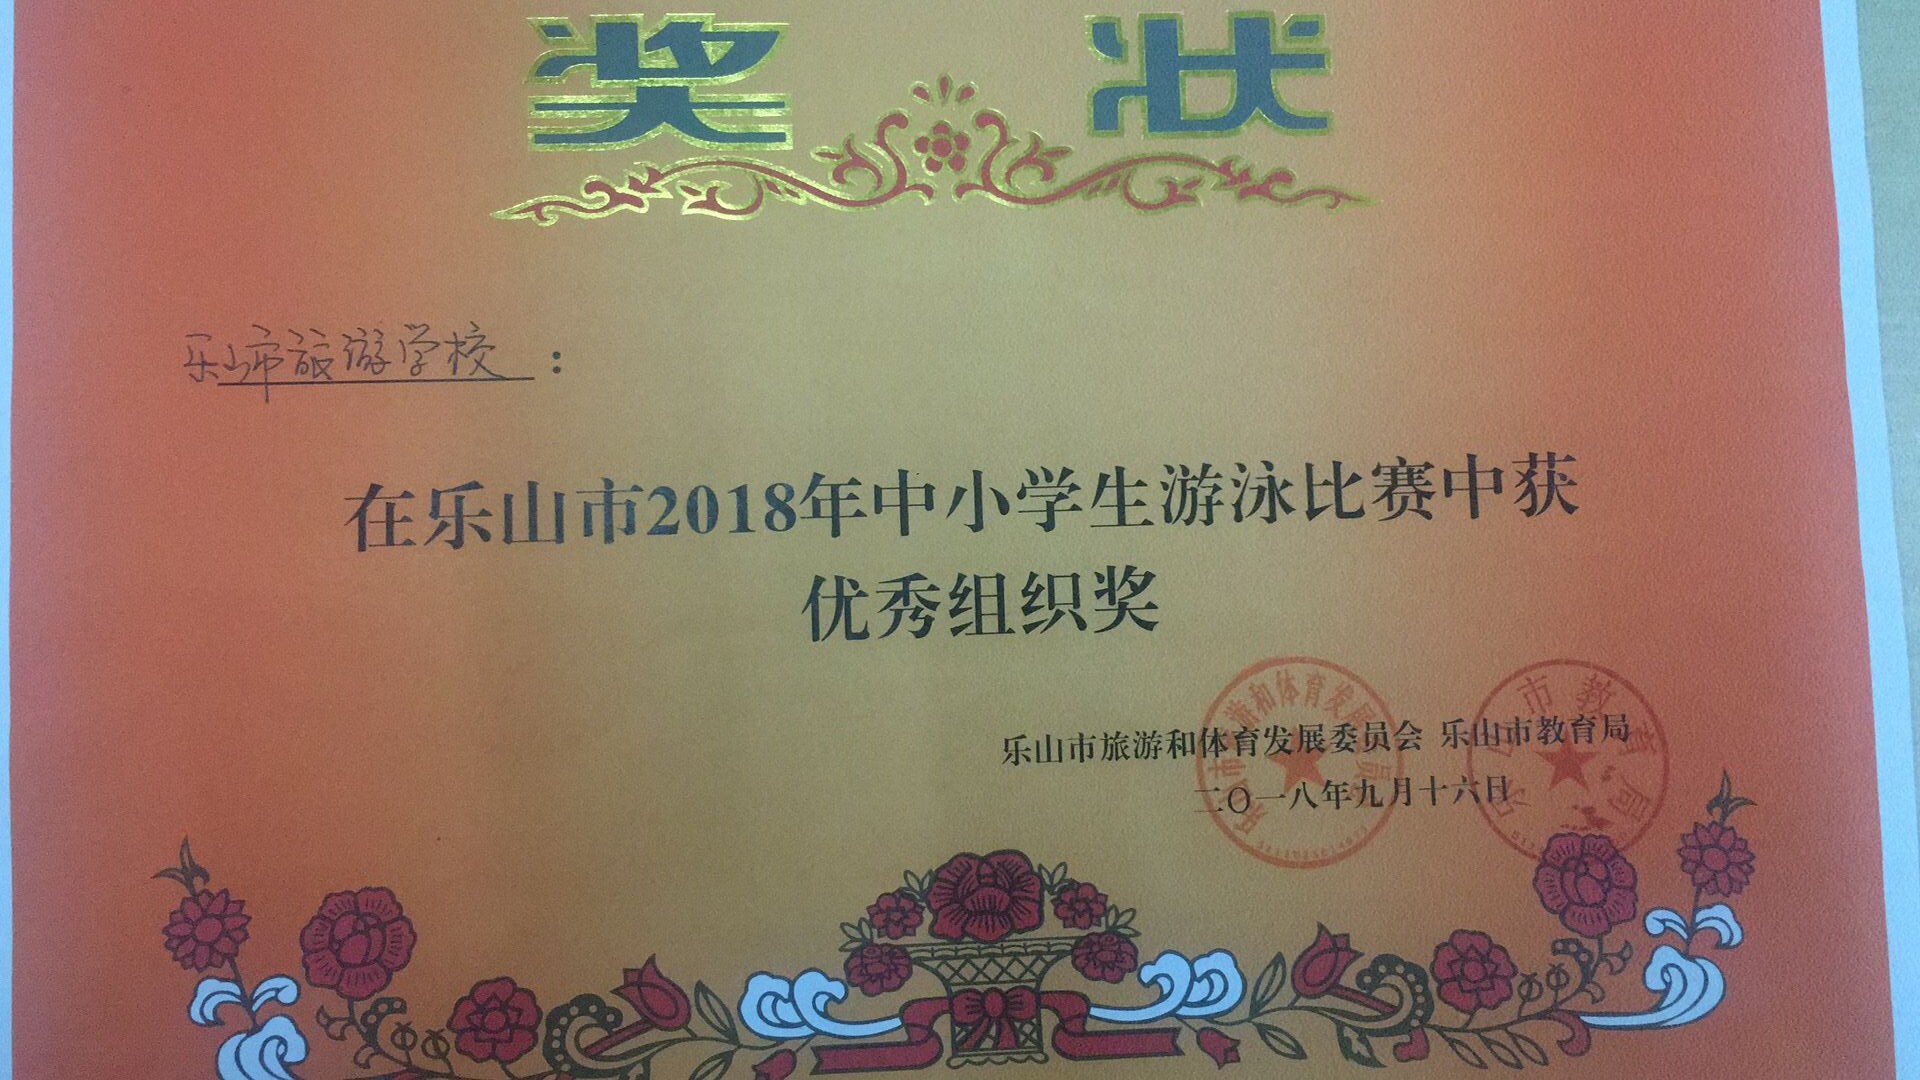 奖状
乐山市旅游学校：
在乐山市2018年中小学生游泳比赛中获
优秀组织奖
乐山市旅游和体育发展委员会 乐山市教育局
二〇一八年九月十六日